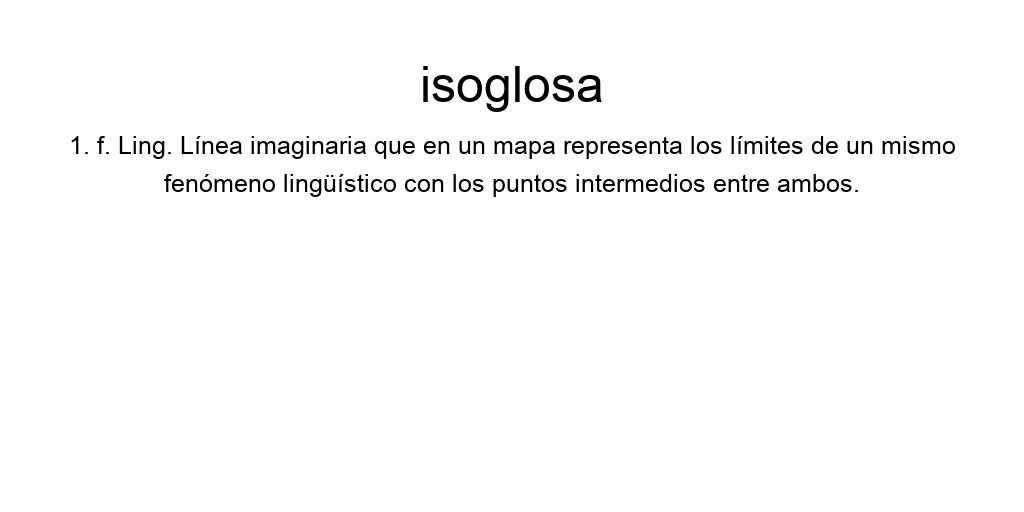 isoglosa
1. f. Ling. Línea imaginaria que en un mapa representa los límites de un mismo
fenómeno lingüístico con los puntos intermedios entre ambos.